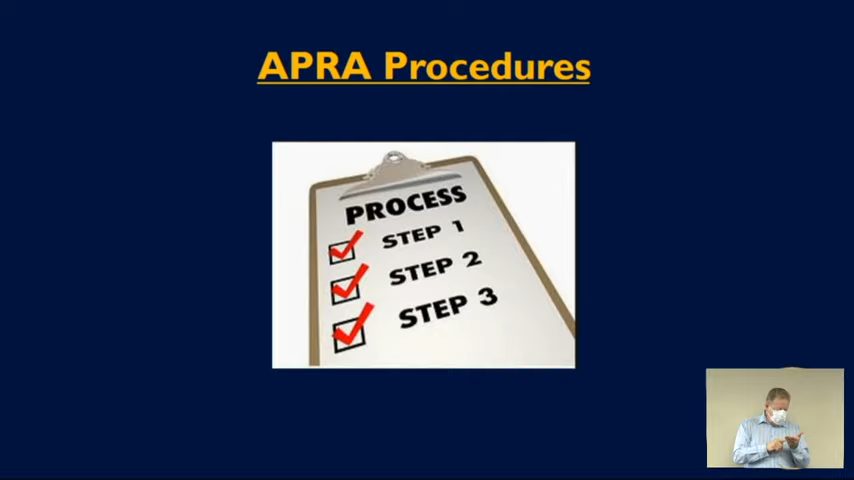 APRA Procedures
PROCESS
STEP 1
STEP 2
STEP 3